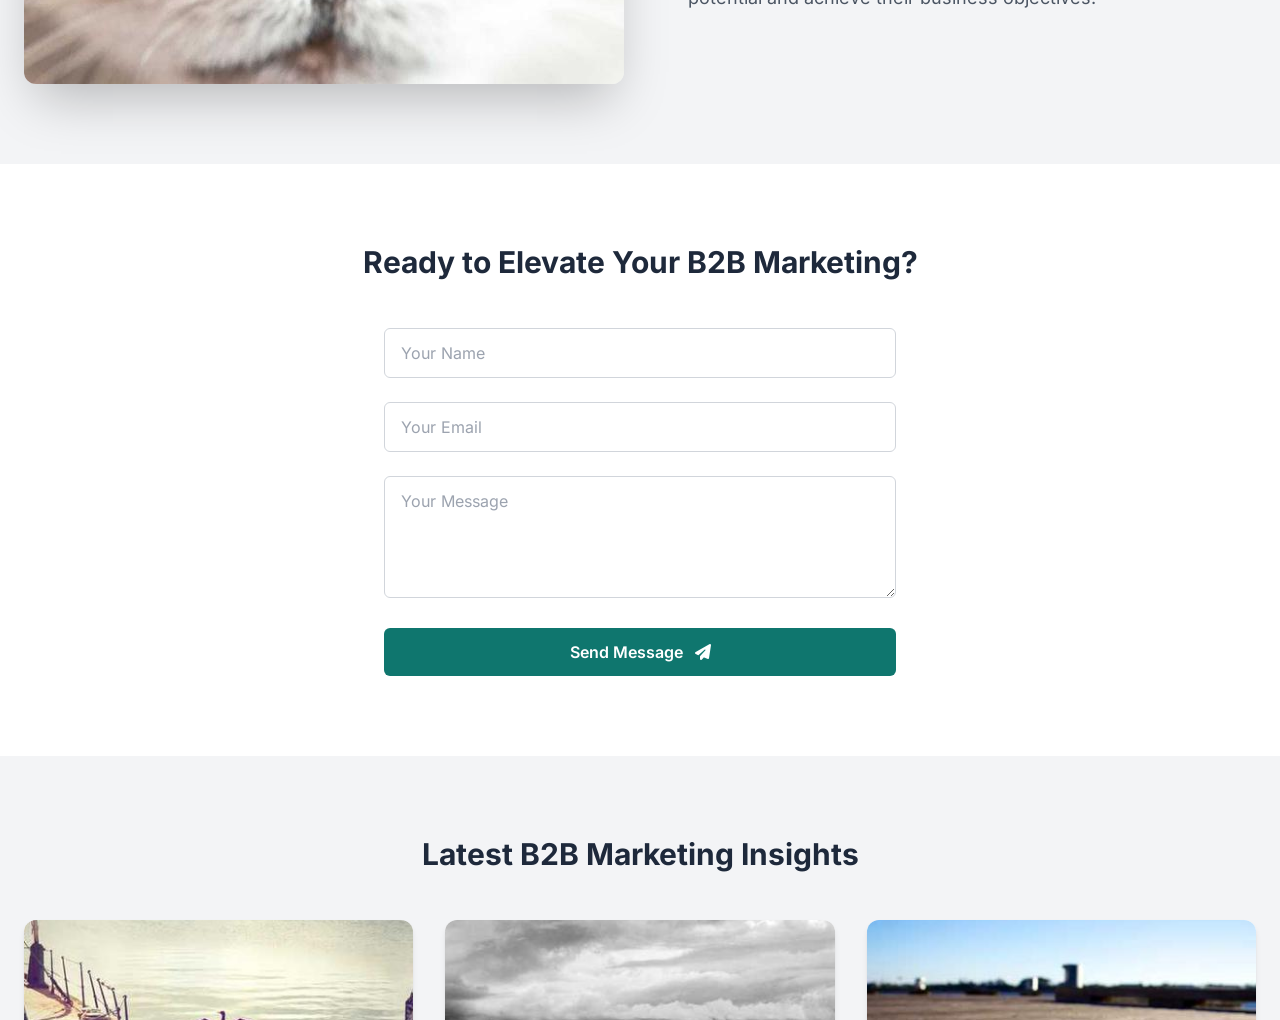 potential and achieve their business objectives.
Ready to Elevate Your B2B Marketing?
Your Name
Your Email
Your Message
Send Message
Latest B2B Marketing Insights